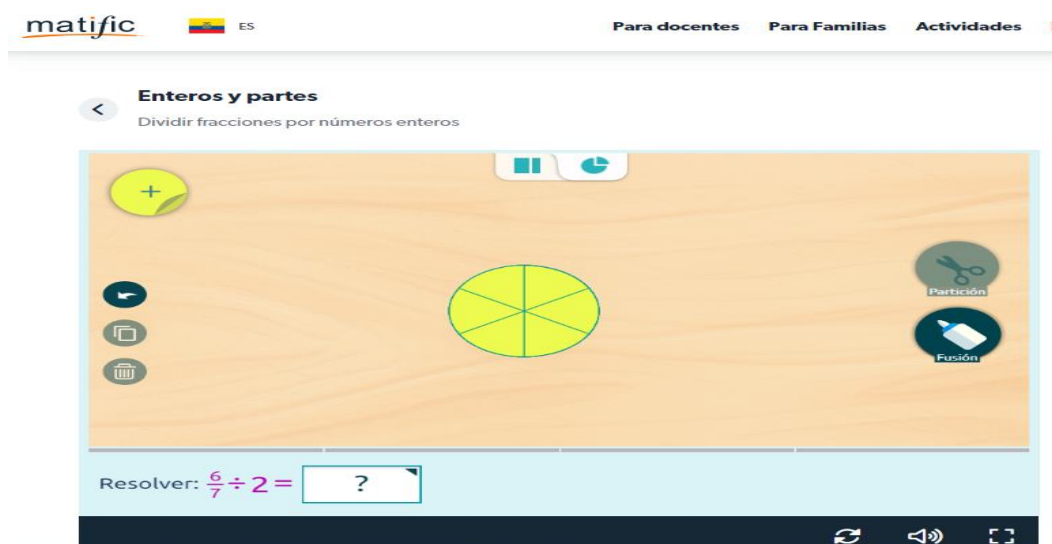 matific
ES
Para docentes Para Familias Actividades
<
Enteros y partes
Dividir fracciones por números enteros
+
Partición
Fusión
Resolver: 6/7 ÷ 2 = ?